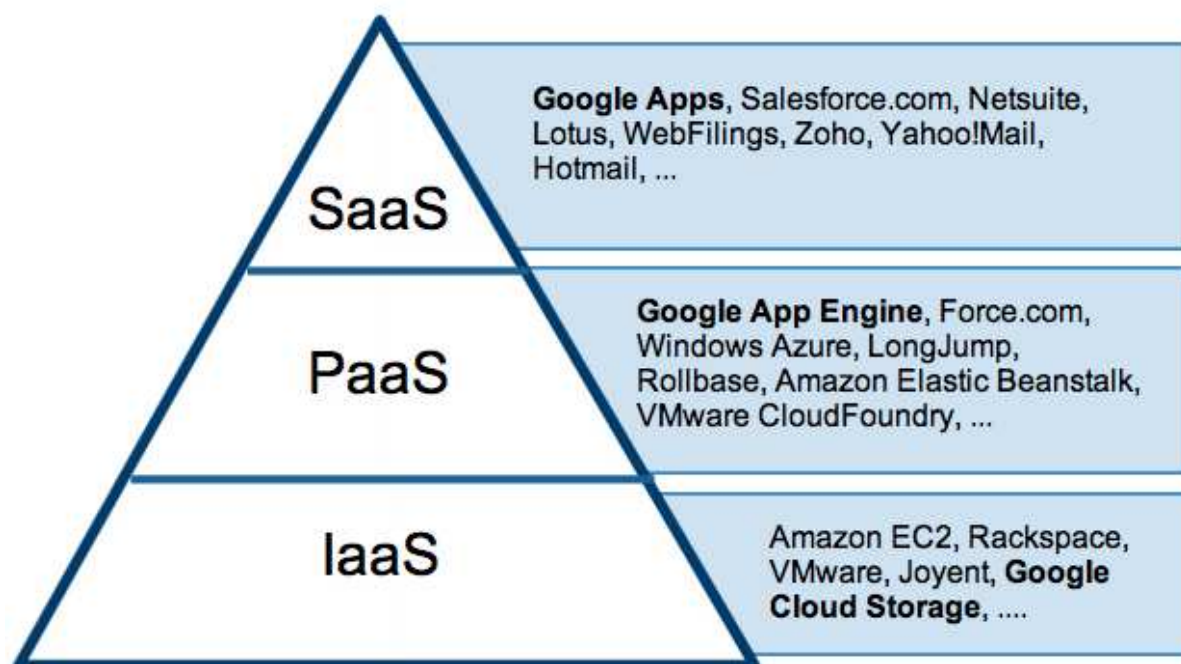 SaaS
Google Apps, Salesforce.com, Netsuite,
Lotus, WebFilings, Zoho, Yahoo!Mail,
Hotmail, ...
PaaS
Google App Engine, Force.com,
Windows Azure, LongJump,
Rollbase, Amazon Elastic Beanstalk,
VMware CloudFoundry, ...
IaaS
Amazon EC2, Rackspace,
VMware, Joyent, Google
Cloud Storage, ....